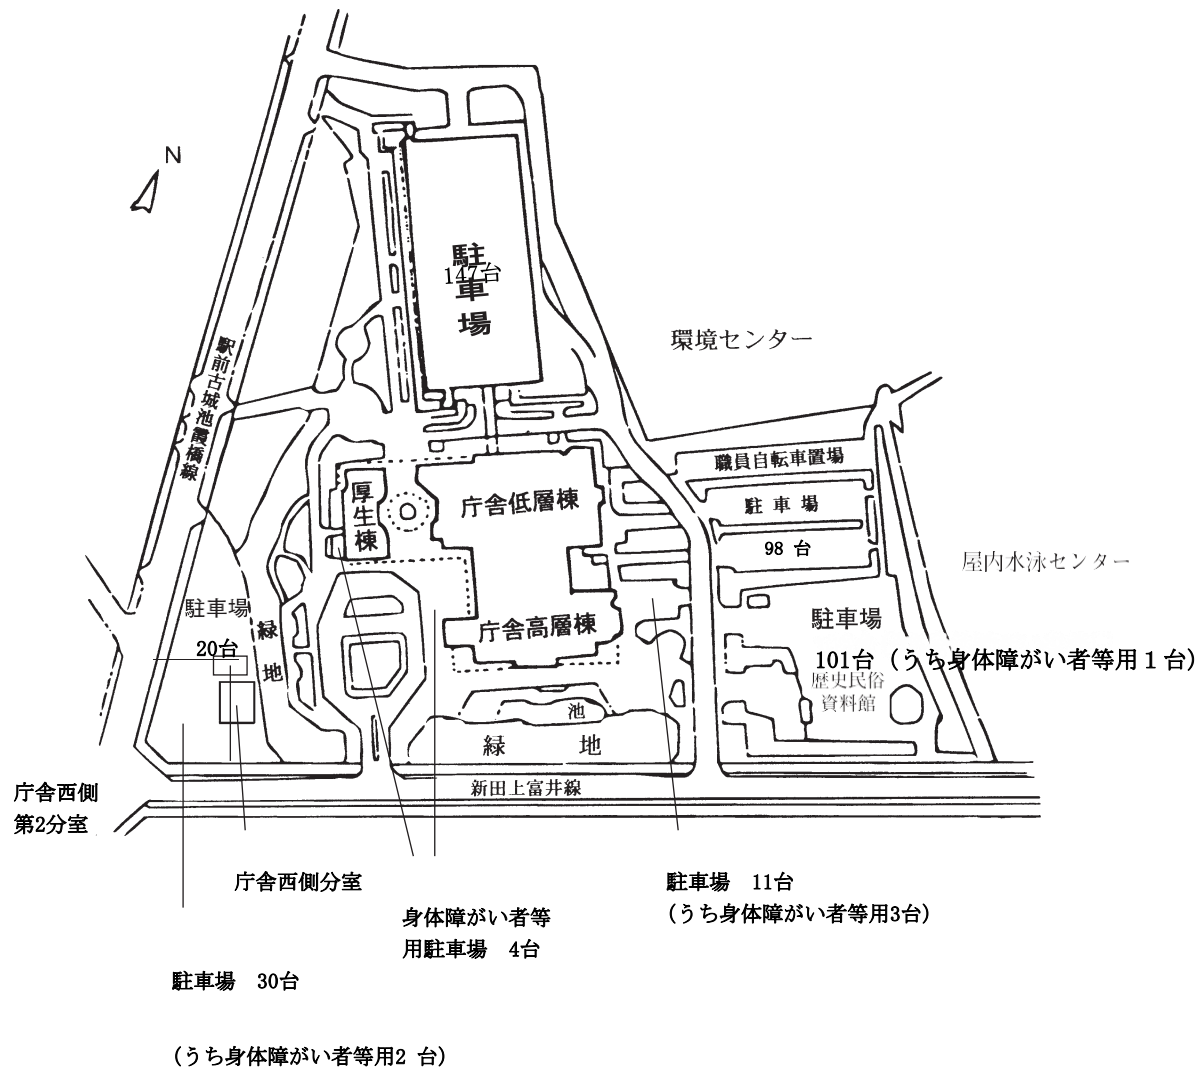 N
駐車場
147台
環境センター
駅前古城池霞橋線
職員自転車置場
厚生棟
庁舎低層棟
駐車場
98 台
屋内水泳センター
駐車場
20台
緑地
庁舎高層棟
駐車場
101台（うち身体障がい者等用１台）
歴史民俗
資料館
池
緑　地
新田上富井線
庁舎西側
第2分室
庁舎西側分室
駐車場　11台
（うち身体障がい者等用3台）
身体障がい者等
用駐車場　4台
駐車場　30台
（うち身体障がい者等用2 台）